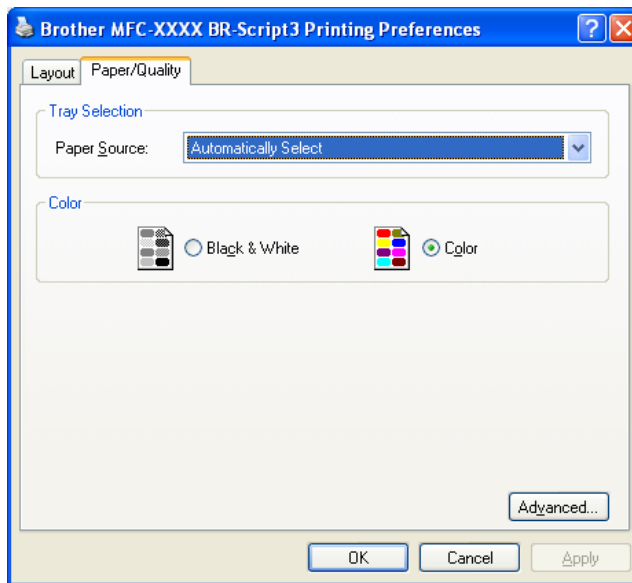 Brother MFC-XXXX BR-Script3 Printing Preferences
Layout Paper/Quality
Tray Selection
Paper Source: Automatically Select
Color
Black & White Color
Advanced...
OK Cancel Apply